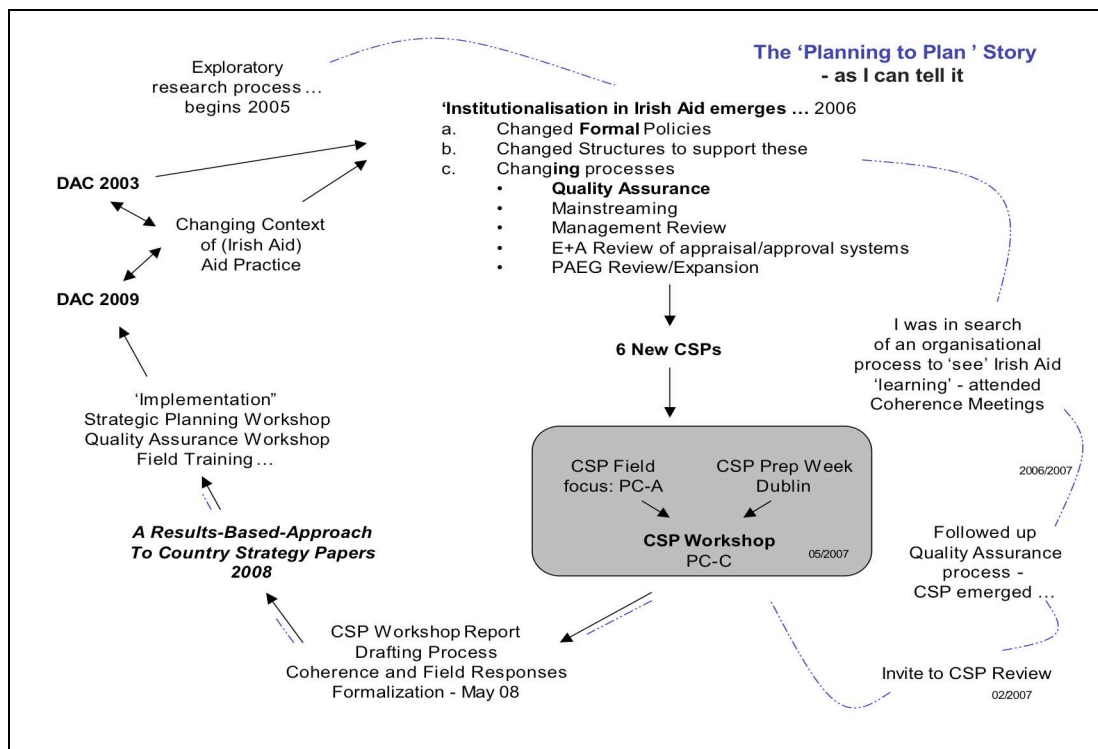 The 'Planning to Plan ' Story
- as I can tell it
Exploratory
research process ...
begins 2005
'Institutionalisation in Irish Aid emerges ... 2006
a. Changed Formal Policies
b. Changed Structures to support these
c. Changing processes
• Quality Assurance
• Mainstreaming
• Management Review
• E+A Review of appraisal/approval systems
• PAEG Review/Expansion
DAC 2003
Changing Context
of (Irish Aid)
Aid Practice
DAC 2009
6 New CSPs
I was in search
of an organisational
process to 'see' Irish Aid
'learning' - attended
Coherence Meetings
2006/2007
'Implementation"
Strategic Planning Workshop
Quality Assurance Workshop
Field Training ...
CSP Field
focus: PC-A
CSP Prep Week
Dublin
CSP Workshop
PC-C
05/2007
Followed up
Quality Assurance
process -
CSP emerged ...
A Results-Based-Approach
To Country Strategy Papers
2008
CSP Workshop Report
Drafting Process
Coherence and Field Responses
Formalization - May 08
Invite to CSP Review
02/2007